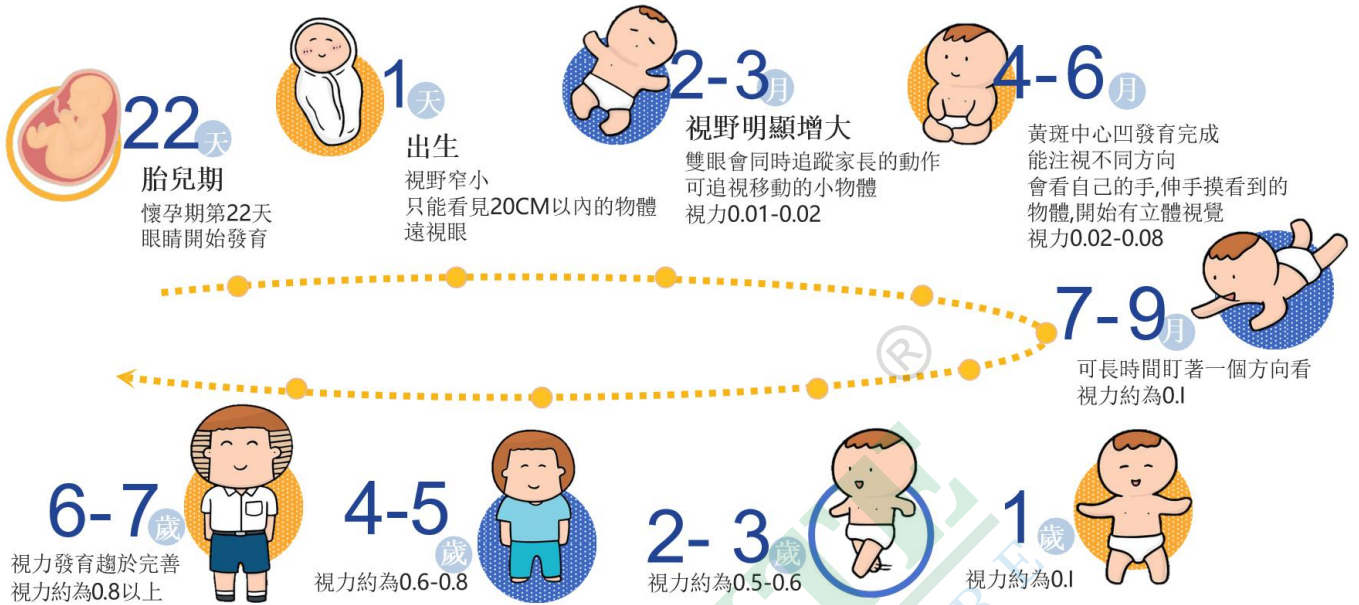 22天
胎兒期
懷孕期第22天
眼睛開始發育
1天
出生
視野窄小
只能看見20CM以內的物體
遠視眼
2-3月
視野明顯增大
雙眼會同時追蹤家長的動作
可追視移動的小物體
視力0.01-0.02
4-6月
黃斑中心凹發育完成
能注視不同方向
會看自己的手,伸手摸看到的
物體,開始有立體視覺
視力0.02-0.08
7-9月
可長時間盯著一個方向看
視力約為0.I
®
1歲
視力約為0.I
2-3歲
視力約為0.5-0.6
4-5歲
視力約為0.6-0.8
6-7歲
視力發育趨於完善
視力約為0.8以上